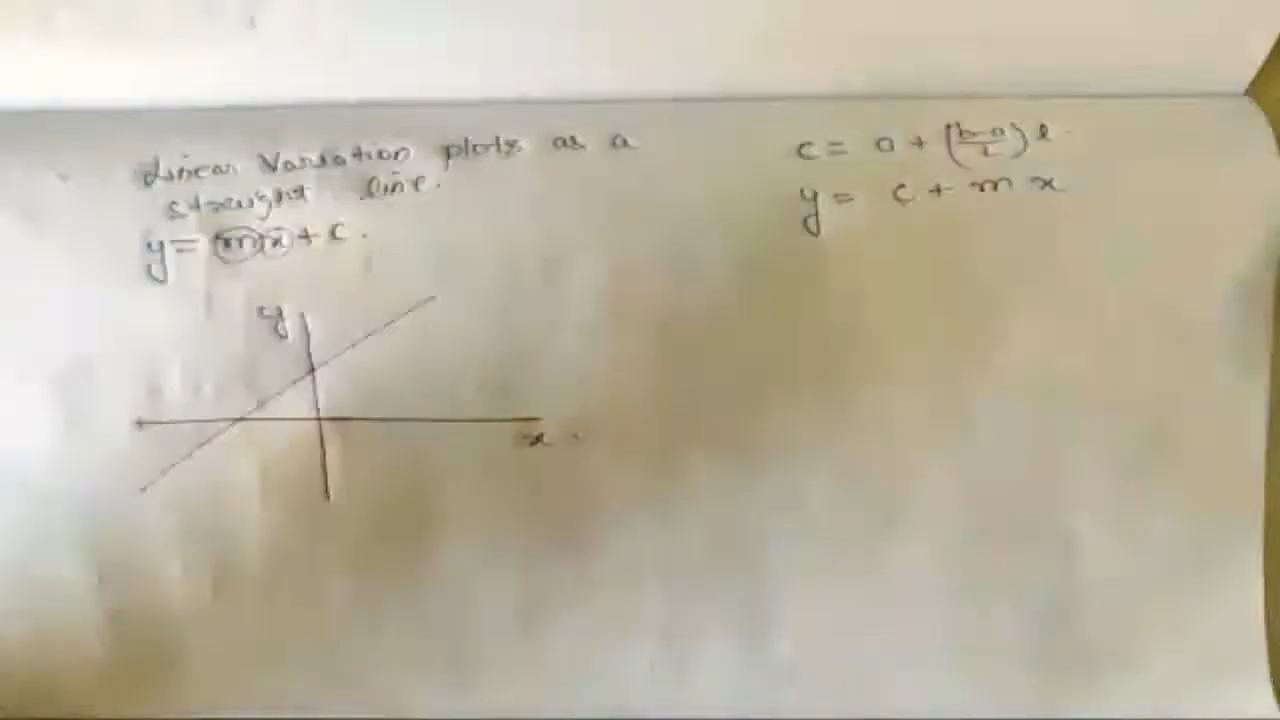 Linear Variation plots as a
straight line.
y = mx + c.
y
x
c = a + (b-a/L) l
y = c + m x